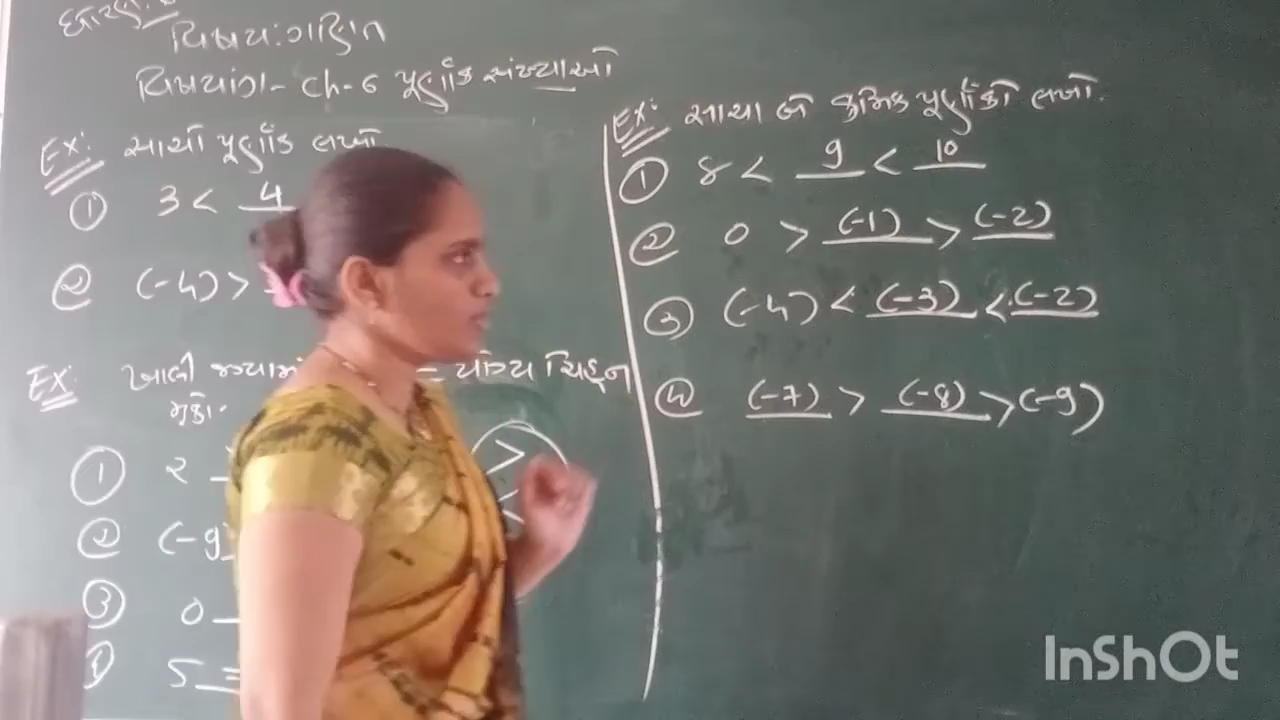 ધોરણ:
વિષય:ગણિત
વિષયાંગ- Ch-6 પૂર્ણાંક સંખ્યાઓ
Ex: સાચો પૂર્ણાંક લખો
① 3 < 4
② (-4) >
Ex: ખાલી જગ્યામાં = યોગ્ય ચિહ્ન
મુકો.
① ૨ >
② (-9) <
③ 0
5 =
Ex: સાચા બે ક્રમિક પૂર્ણાંકો લખો.
① 8 < 9 < 10
② 0 > (-1) > (-2)
③ (-૫) < (-3) < (-2)
④ (-7) > (-8) > (-9)
InShOt